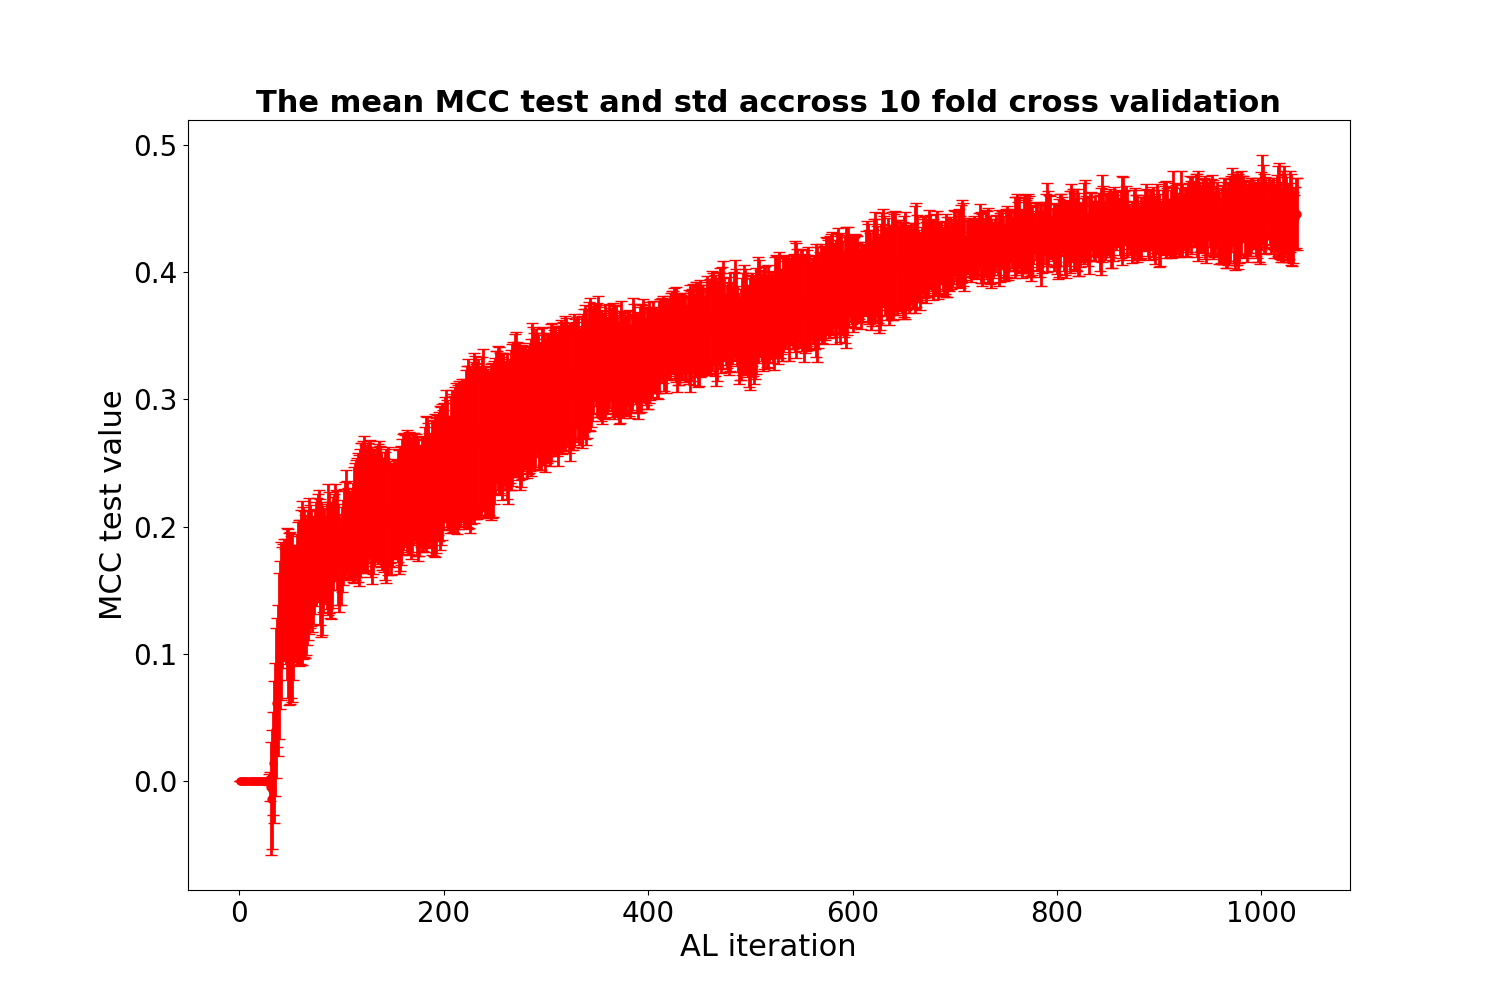 The mean MCC test and std accross 10 fold cross validation
0.5
0.4
0.3
0.2
0.1
0.0
MCC test value
0 200 400 600 800 1000
AL iteration